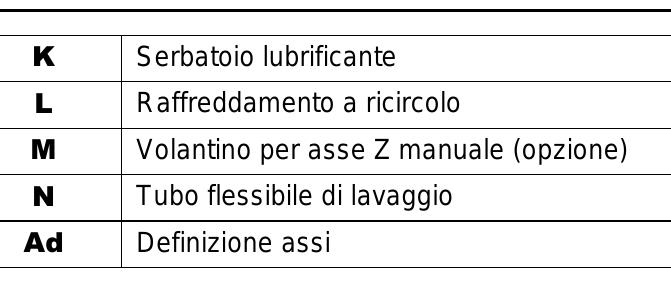 K Serbatoio lubrificante
L Raffreddamento a ricircolo
M Volantino per asse Z manuale (opzione)
N Tubo flessibile di lavaggio
Ad Definizione assi